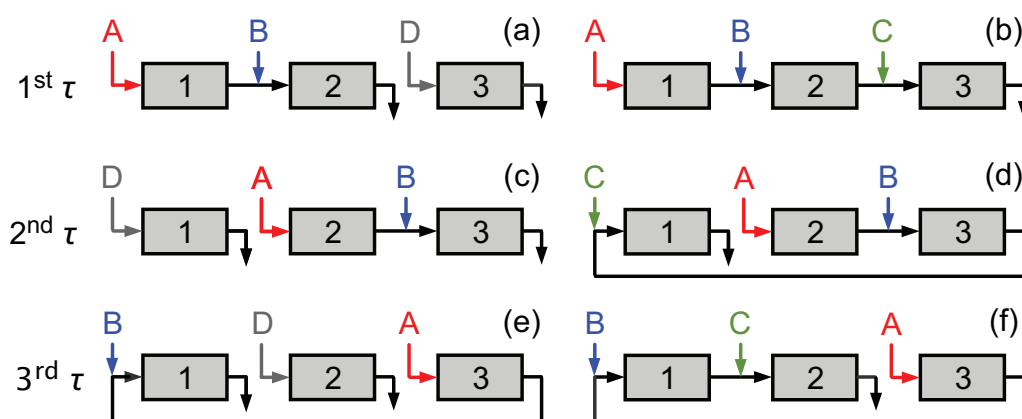 A B D (a) A B C (b)
1st τ 1 2 3 1 2 3
D A B (c) C A B (d)
2nd τ 1 2 3 1 2 3
B D A (e) B C A (f)
3rd τ 1 2 3 1 2 3